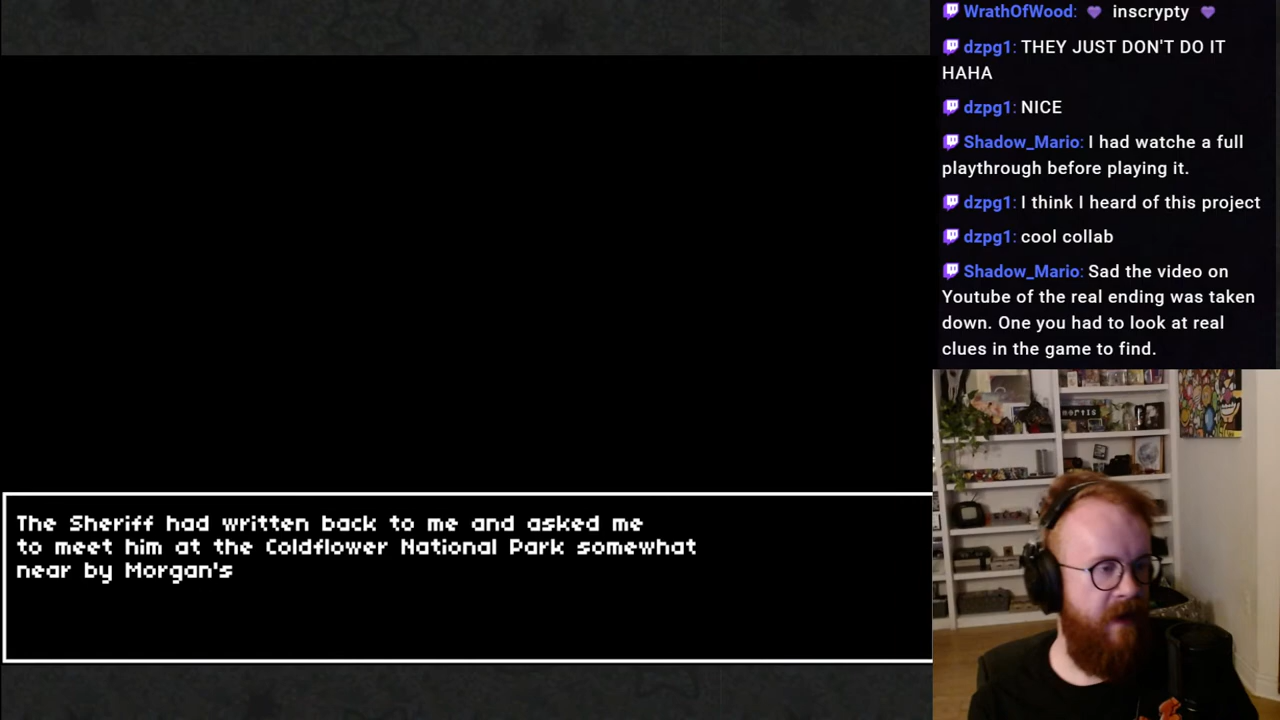 The Sheriff had written back to me and asked me
to meet him at the Coldflower National Park somewhat
near by Morgan's
WrathOfWood: 💜 inscrypty 💜
dzpg1: THEY JUST DON'T DO IT
HAHA
dzpg1: NICE
Shadow_Mario: I had watche a full
playthrough before playing it.
dzpg1: I think I heard of this project
dzpg1: cool collab
Shadow_Mario: Sad the video on
Youtube of the real ending was taken
down. One you had to look at real
clues in the game to find.
mortis